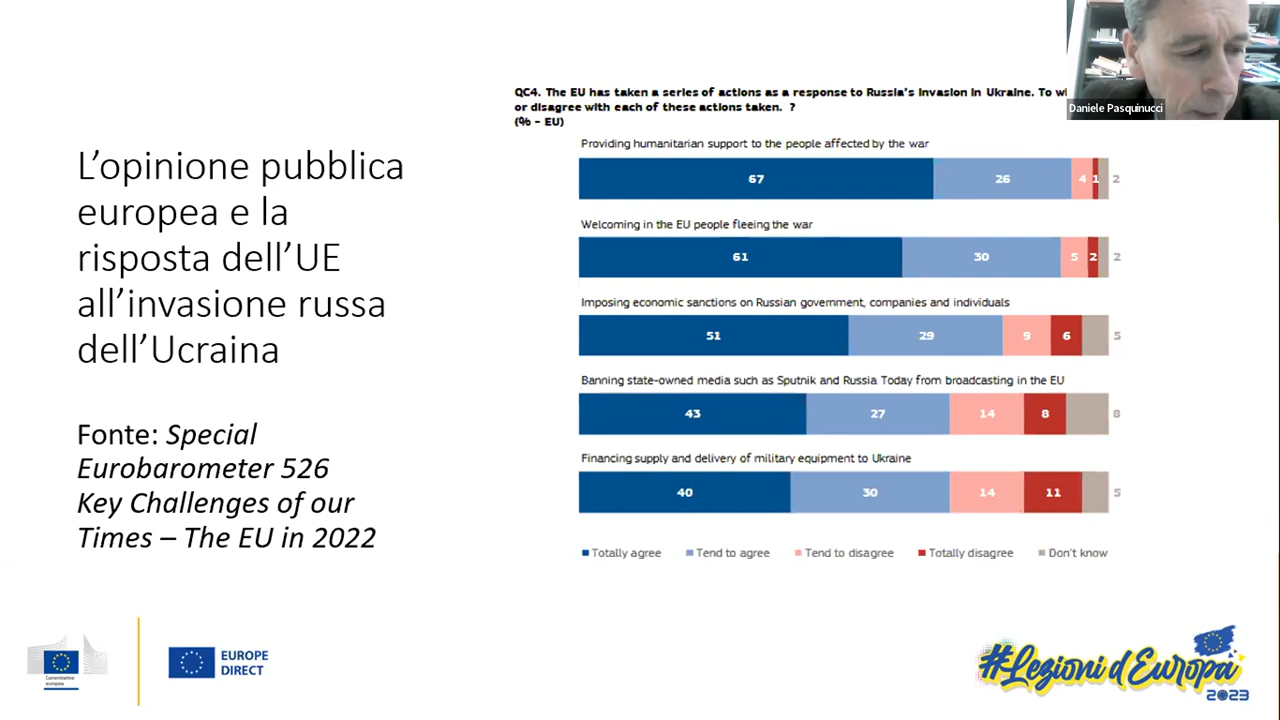 Daniele Pasquinucci
L’opinione pubblica
europea e la
risposta dell’UE
all’invasione russa
dell’Ucraina
Fonte: Special
Eurobarometer 526
Key Challenges of our
Times – The EU in 2022
QC4. The EU has taken a series of actions as a response to Russia's invasion in Ukraine. To
or disagree with each of these actions taken. ?
(% - EU)
Providing humanitarian support to the people affected by the war
67 26 4 1 2
Welcoming in the EU people fleeing the war
61 30 5 2 2
Imposing economic sanctions on Russian government, companies and individuals
51 29 9 6 5
Banning state-owned media such as Sputnik and Russia Today from broadcasting in the EU
43 27 14 8 8
Financing supply and delivery of military equipment to Ukraine
40 30 14 11 5
Totally agree Tend to agree Tend to disagree Totally disagree Don't know
Commissione
europea
EUROPE
DIRECT
#Lezioni d'Europa
2023